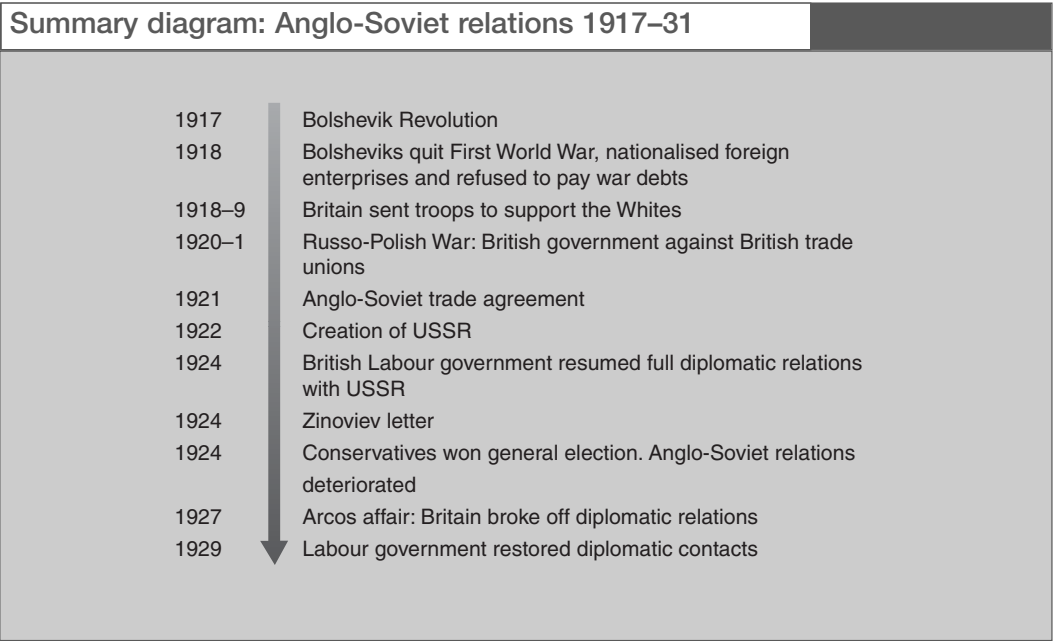 Summary diagram: Anglo-Soviet relations 1917–31
1917 Bolshevik Revolution
1918 Bolsheviks quit First World War, nationalised foreign
enterprises and refused to pay war debts
1918–9 Britain sent troops to support the Whites
1920–1 Russo-Polish War: British government against British trade
unions
1921 Anglo-Soviet trade agreement
1922 Creation of USSR
1924 British Labour government resumed full diplomatic relations
with USSR
1924 Zinoviev letter
1924 Conservatives won general election. Anglo-Soviet relations
deteriorated
1927 Arcos affair: Britain broke off diplomatic relations
1929 Labour government restored diplomatic contacts